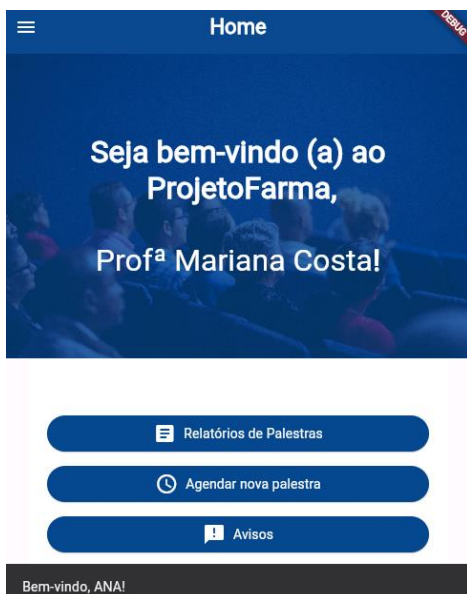 Home
DEBUG
Seja bem-vindo (a) ao
ProjetoFarma,
Profª Mariana Costa!
Relatórios de Palestras
Agendar nova palestra
Avisos
Bem-vindo, ANA!